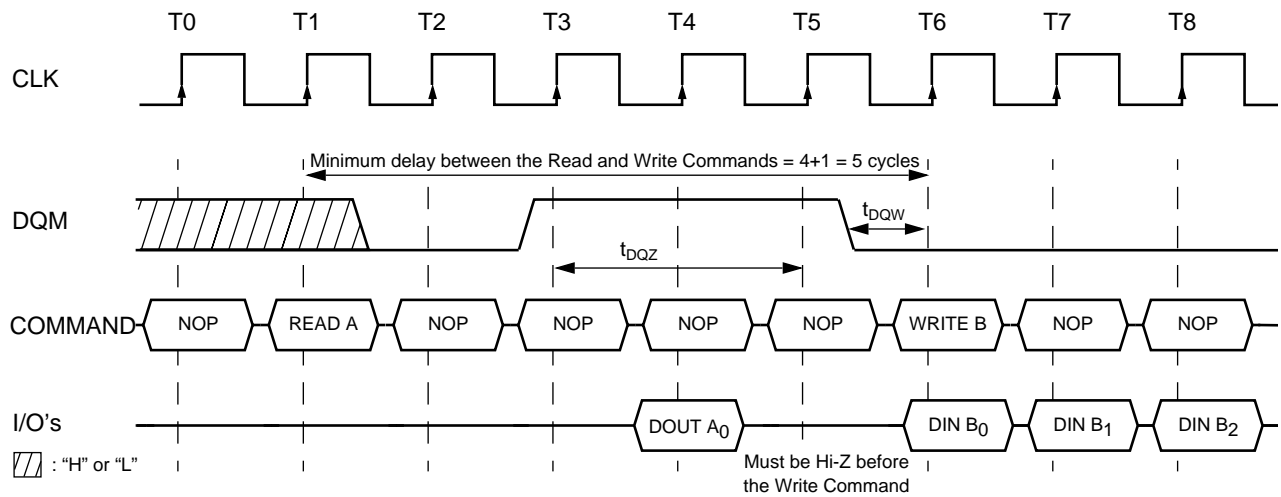 T0 T1 T2 T3 T4 T5 T6 T7 T8
CLK
Minimum delay between the Read and Write Commands = 4+1 = 5 cycles
DQM
tDQW
tDQZ
COMMAND NOP READ A NOP NOP NOP NOP WRITE B NOP NOP
I/O's DOUT A0 DIN B0 DIN B1 DIN B2
: “H” or “L”
Must be Hi-Z before
the Write Command